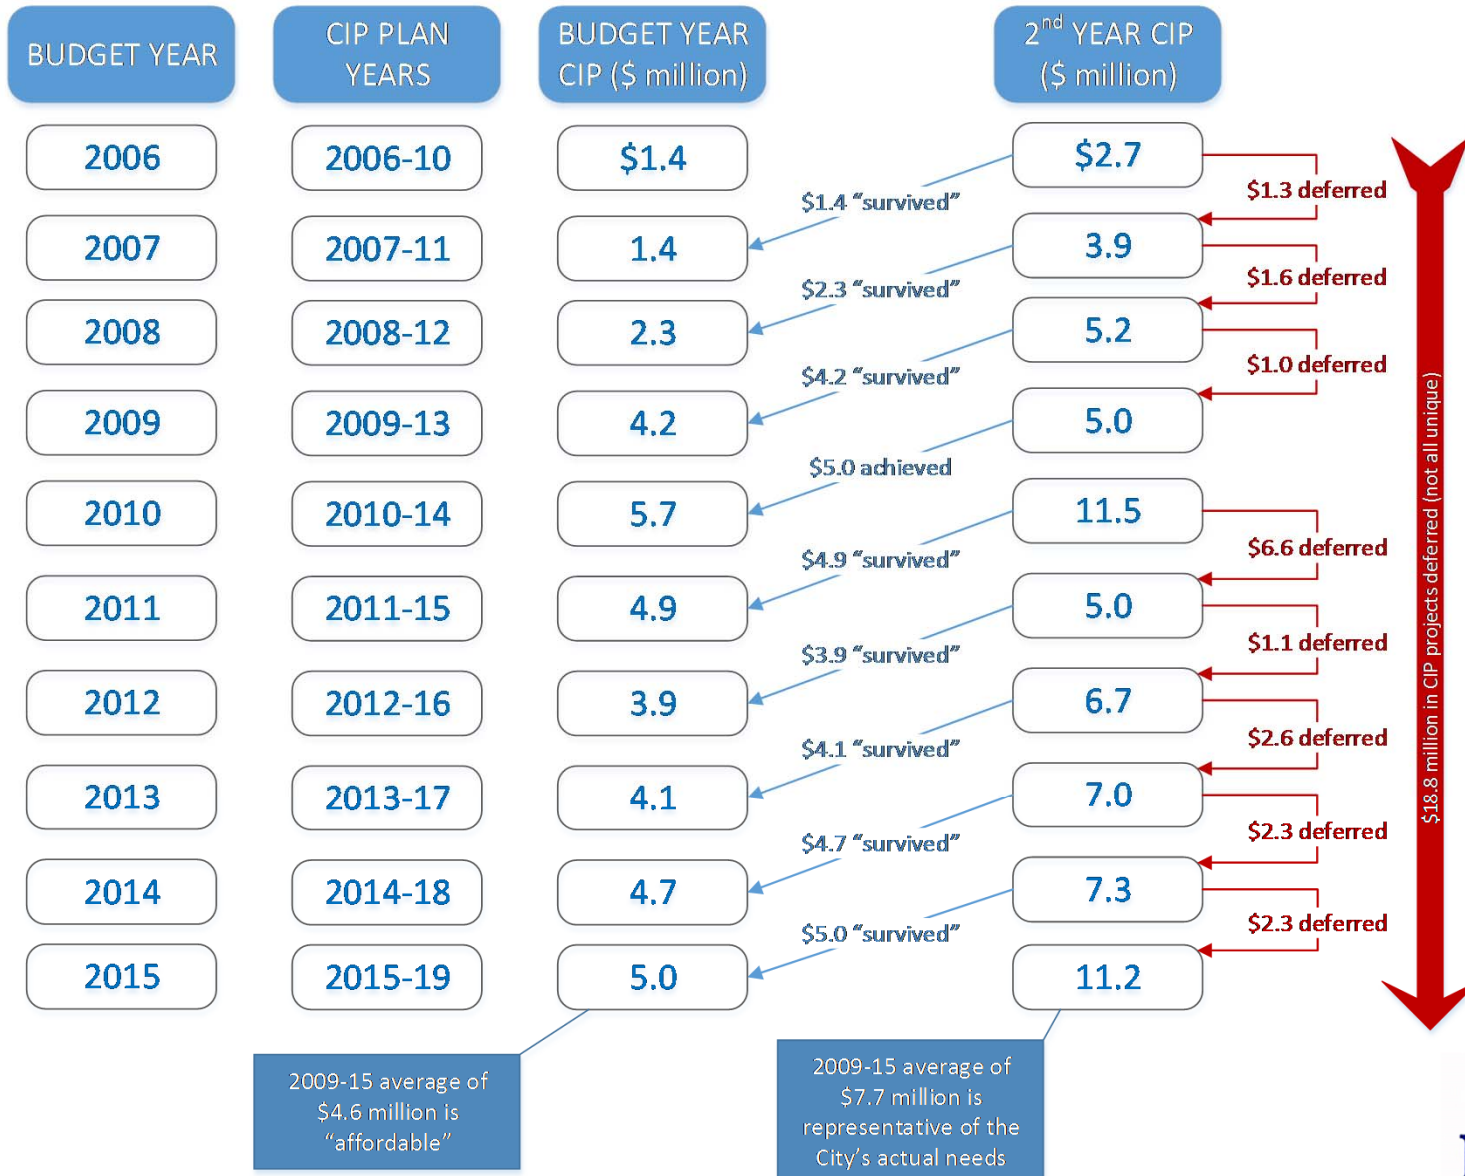 BUDGET YEAR
CIP PLAN
YEARS
BUDGET YEAR
CIP ($ million)
2nd YEAR CIP
($ million)
2006
2006-10
$1.4
$2.7
$1.3 deferred
$1.4 “survived”
2007
2007-11
1.4
3.9
$1.6 deferred
$2.3 “survived”
2008
2008-12
2.3
5.2
$1.0 deferred
$4.2 “survived”
2009
2009-13
4.2
5.0
$5.0 achieved
2010
2010-14
5.7
11.5
$6.6 deferred
$4.9 “survived”
2011
2011-15
4.9
5.0
$1.1 deferred
$3.9 “survived”
2012
2012-16
3.9
6.7
$2.6 deferred
$4.1 “survived”
2013
2013-17
4.1
7.0
$2.3 deferred
$4.7 “survived”
2014
2014-18
4.7
7.3
$2.3 deferred
$5.0 “survived”
2015
2015-19
5.0
11.2
$18.8 million in CIP projects deferred (not all unique)
2009-15 average of
$4.6 million is
“affordable”
2009-15 average of
$7.7 million is
representative of the
City’s actual needs